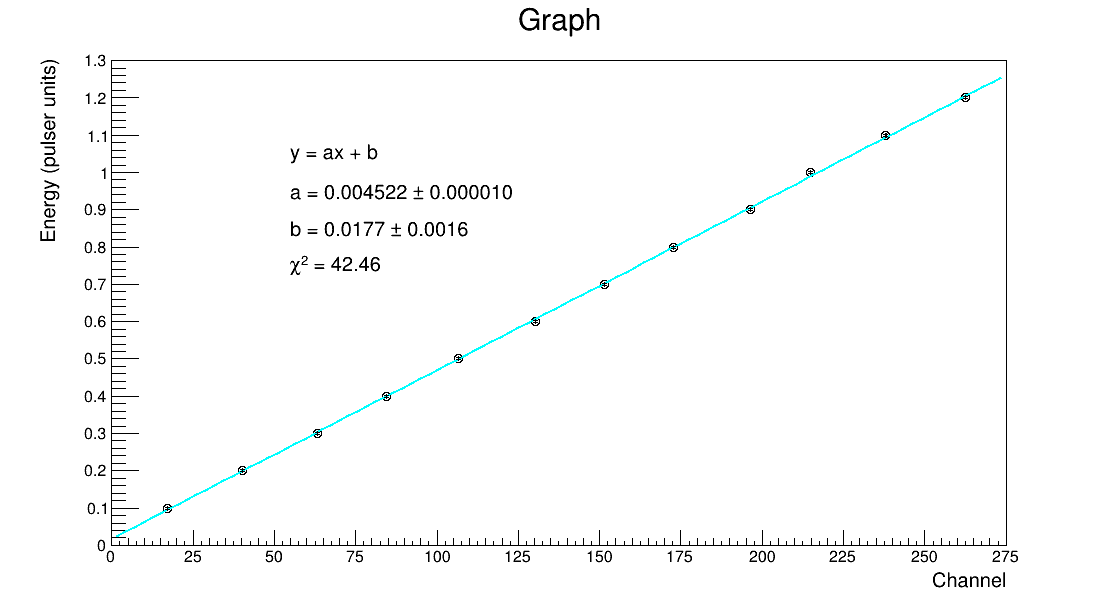 Graph
Energy (pulser units)
1.3
1.2
1.1
1
0.9
0.8
0.7
0.6
0.5
0.4
0.3
0.2
0.1
0
y = ax + b
a = 0.004522 ± 0.000010
b = 0.0177 ± 0.0016
χ² = 42.46
0 25 50 75 100 125 150 175 200 225 250 275
Channel